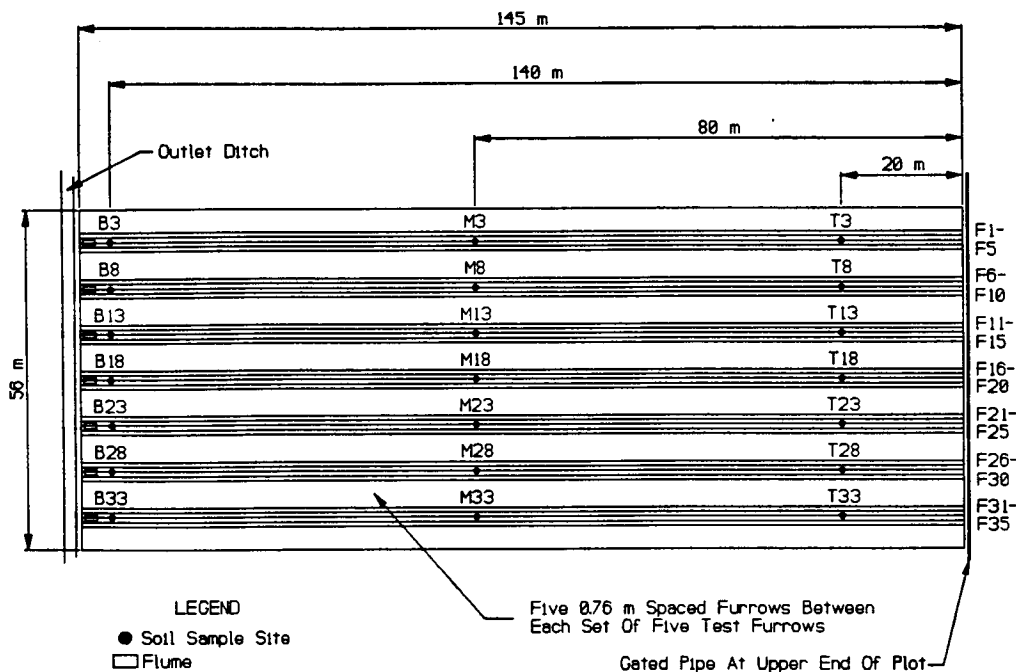 145 m
140 m
80 m
20 m
Outlet Ditch
B3 M3 T3
F1-
F5
B8 M8 T8
F6-
F10
B13 M13 T13
F11-
F15
B18 M18 T18
F16-
F20
B23 M23 T23
F21-
F25
B28 M28 T28
F26-
F30
B33 M33 T33
F31-
F35
56 m
LEGEND
Soil Sample Site
Flume
Five 0.76 m Spaced Furrows Between
Each Set Of Five Test Furrows
Gated Pipe At Upper End Of Plot